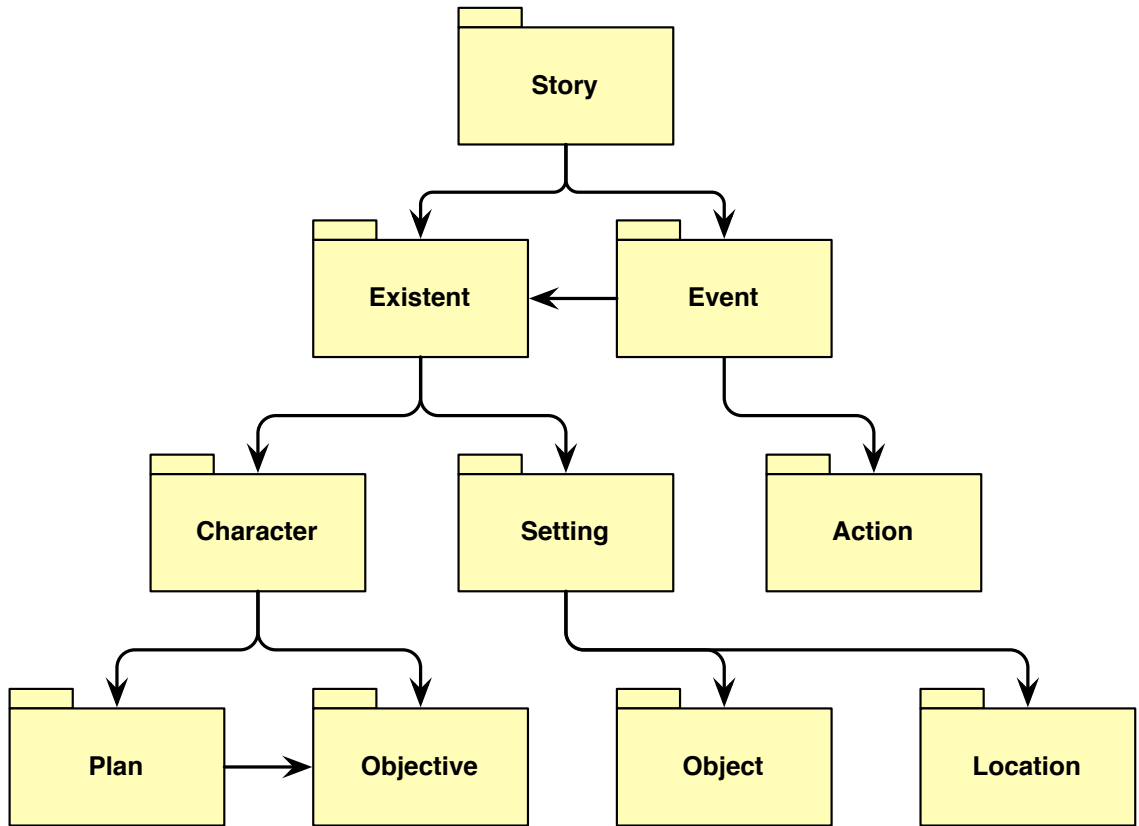 Story
Existent
Event
Character
Setting
Action
Plan
Objective
Object
Location